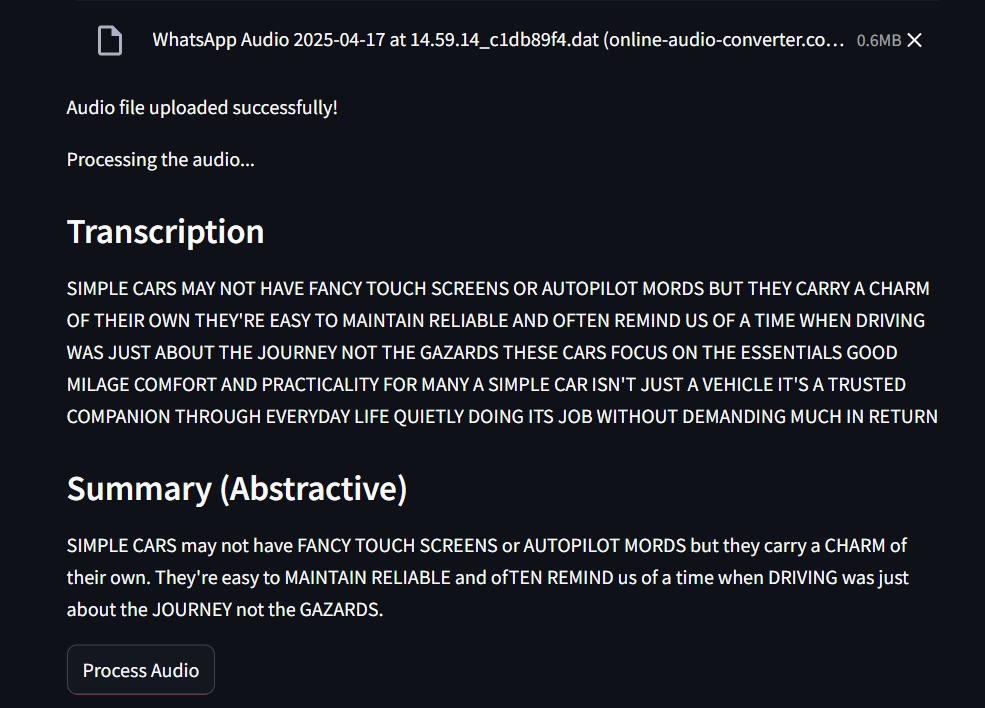 WhatsApp Audio 2025-04-17 at 14.59.14_c1db89f4.dat (online-audio-converter.co... 0.6MB
Audio file uploaded successfully!
Processing the audio...
Transcription
SIMPLE CARS MAY NOT HAVE FANCY TOUCH SCREENS OR AUTOPILOT MORDS BUT THEY CARRY A CHARM
OF THEIR OWN THEY'RE EASY TO MAINTAIN RELIABLE AND OFTEN REMIND US OF A TIME WHEN DRIVING
WAS JUST ABOUT THE JOURNEY NOT THE GAZARDS THESE CARS FOCUS ON THE ESSENTIALS GOOD
MILAGE COMFORT AND PRACTICALITY FOR MANY A SIMPLE CAR ISN'T JUST A VEHICLE IT'S A TRUSTED
COMPANION THROUGH EVERYDAY LIFE QUIETLY DOING ITS JOB WITHOUT DEMANDING MUCH IN RETURN
Summary (Abstractive)
SIMPLE CARS may not have FANCY TOUCH SCREENS or AUTOPILOT MORDS but they carry a CHARM of
their own. They're easy to MAINTAIN RELIABLE and ofTEN REMIND us of a time when DRIVING was just
about the JOURNEY not the GAZARDS.
Process Audio